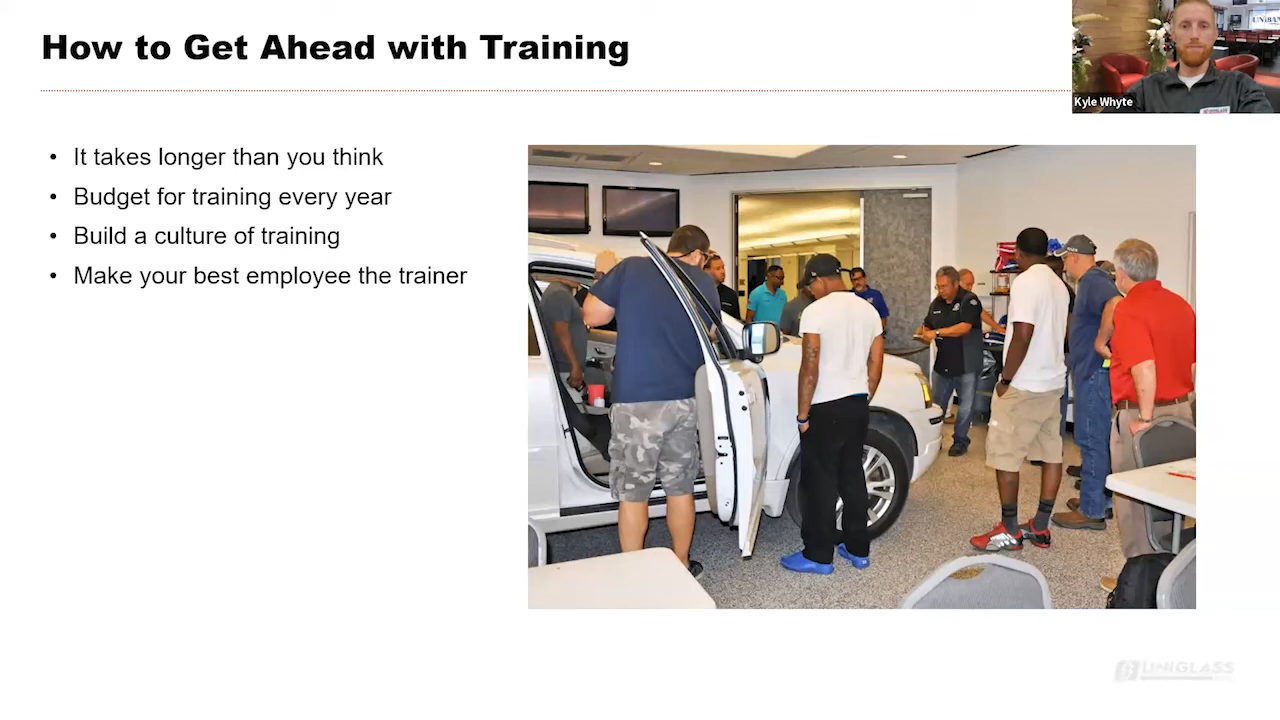 How to Get Ahead with Training
Kyle Whyte
• It takes longer than you think
• Budget for training every year
• Build a culture of training
• Make your best employee the trainer
UNIGLASS